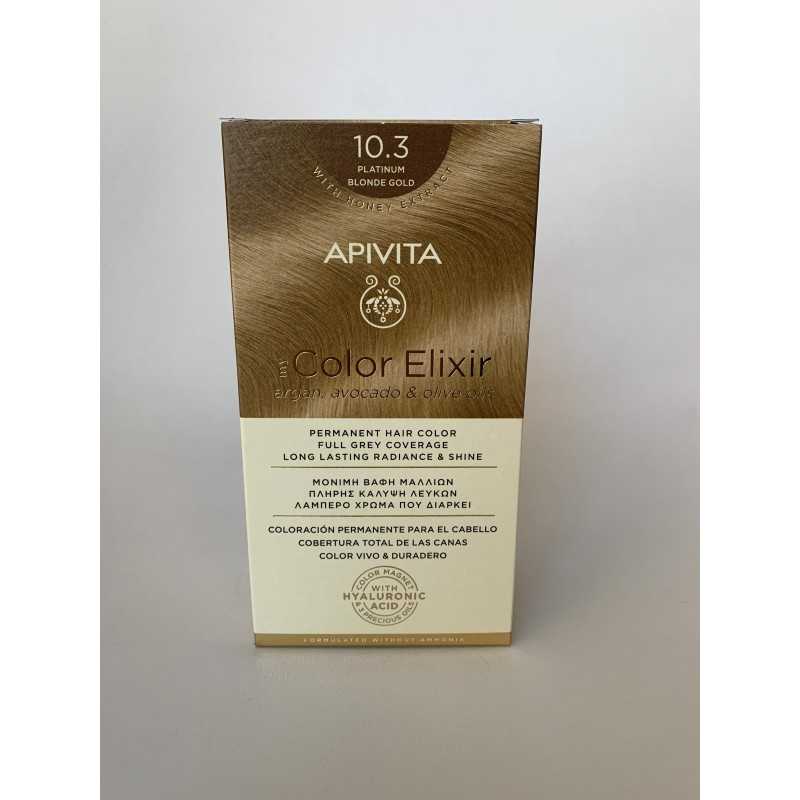 10.3
PLATINUM
BLONDE GOLD
WITH HONEY EXTRACT
APIVITA
my Color Elixir
argan, avocado & olive oils
PERMANENT HAIR COLOR
FULL GREY COVERAGE
LONG LASTING RADIANCE & SHINE
ΜΟΝΙΜΗ ΒΑΦΗ ΜΑΛΛΙΩΝ
ΠΛΗΡΗΣ ΚΑΛΥΨΗ ΛΕΥΚΩΝ
ΛΑΜΠΕΡΟ ΧΡΩΜΑ ΠΟΥ ΔΙΑΡΚΕΙ
COLORACIÓN PERMANENTE PARA EL CABELLO
COBERTURA TOTAL DE LAS CANAS
COLOR VIVO & DURADERO
COLOR MAGNET
WITH
HYALURONIC
ACID
& 3 PRECIOUS OILS
FORMULATED WITHOUT AMMONIA